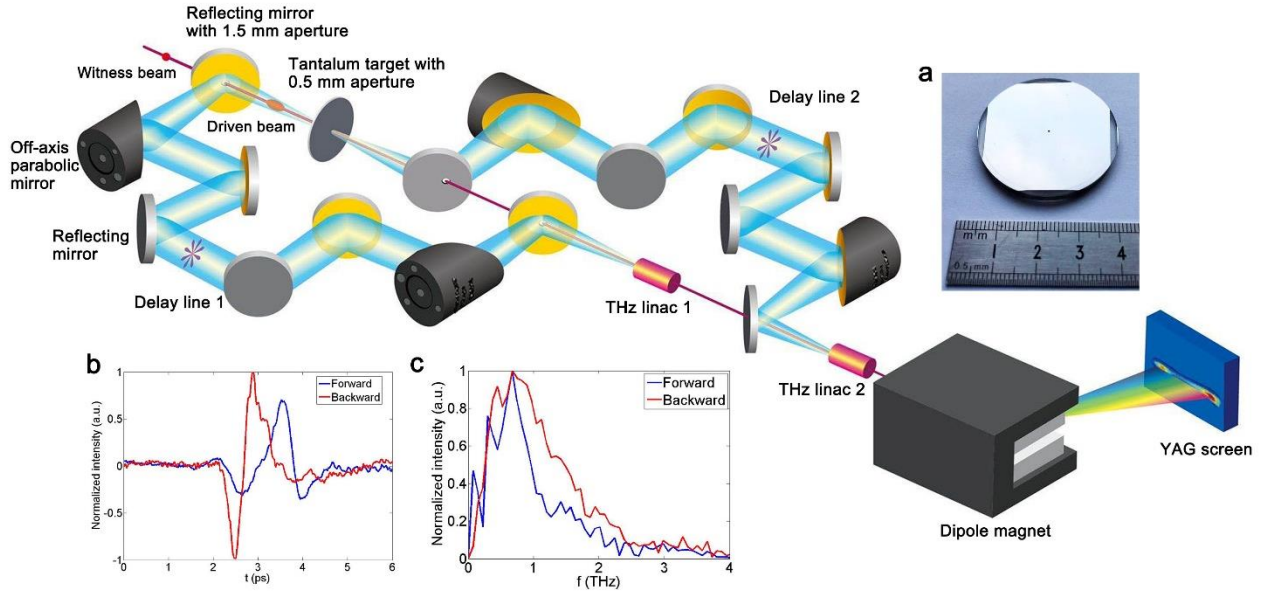 Reflecting mirror
with 1.5 mm aperture
Witness beam
Tantalum target with
0.5 mm aperture
Driven beam
Off-axis
parabolic
mirror
Reflecting
mirror
Delay line 1
Delay line 2
THz linac 1
THz linac 2
Dipole magnet
YAG screen
a
m m
1 2 3 4
0.5 mm
b
Normalized intensity (a.u.)
1
0.5
0
-0.5
-1
0 1 2 3 4 5 6
t (ps)
Forward
Backward
c
Normalized intensity (a.u.)
1
0.8
0.6
0.4
0.2
0
0 1 2 3 4
f (THz)
Forward
Backward